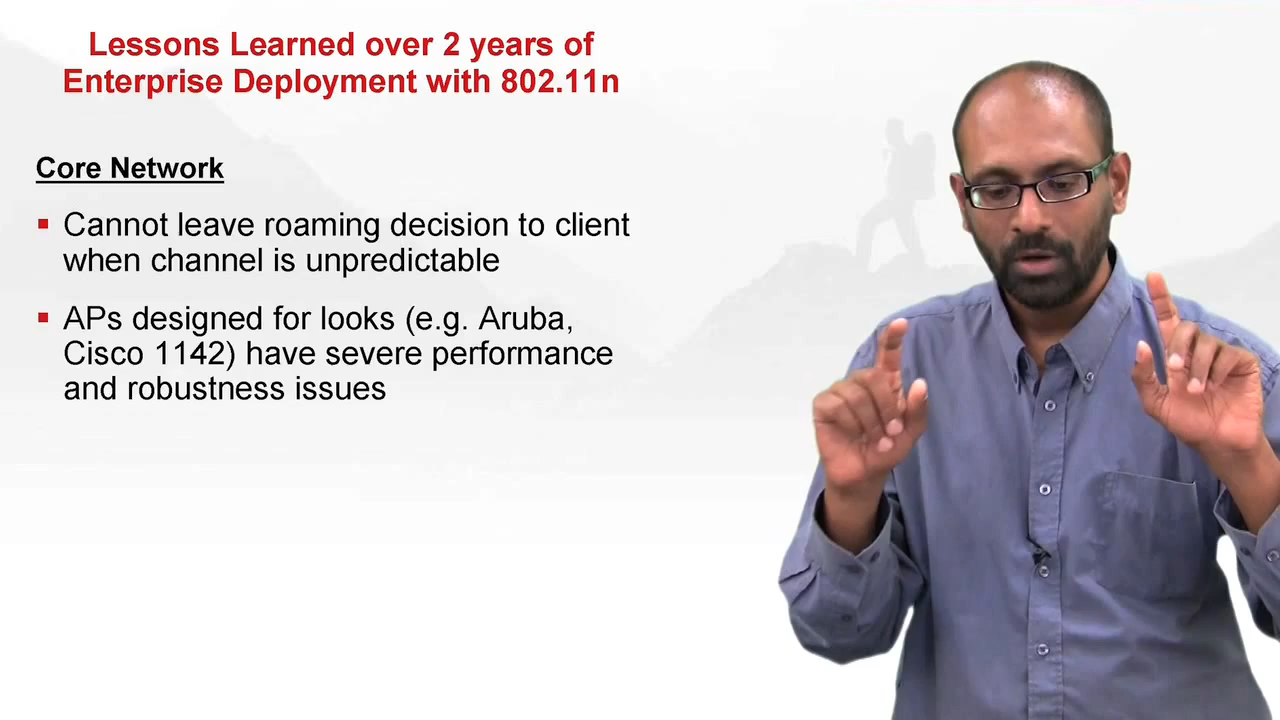 Lessons Learned over 2 years of
Enterprise Deployment with 802.11n
Core Network
Cannot leave roaming decision to client
when channel is unpredictable
APs designed for looks (e.g. Aruba,
Cisco 1142) have severe performance
and robustness issues